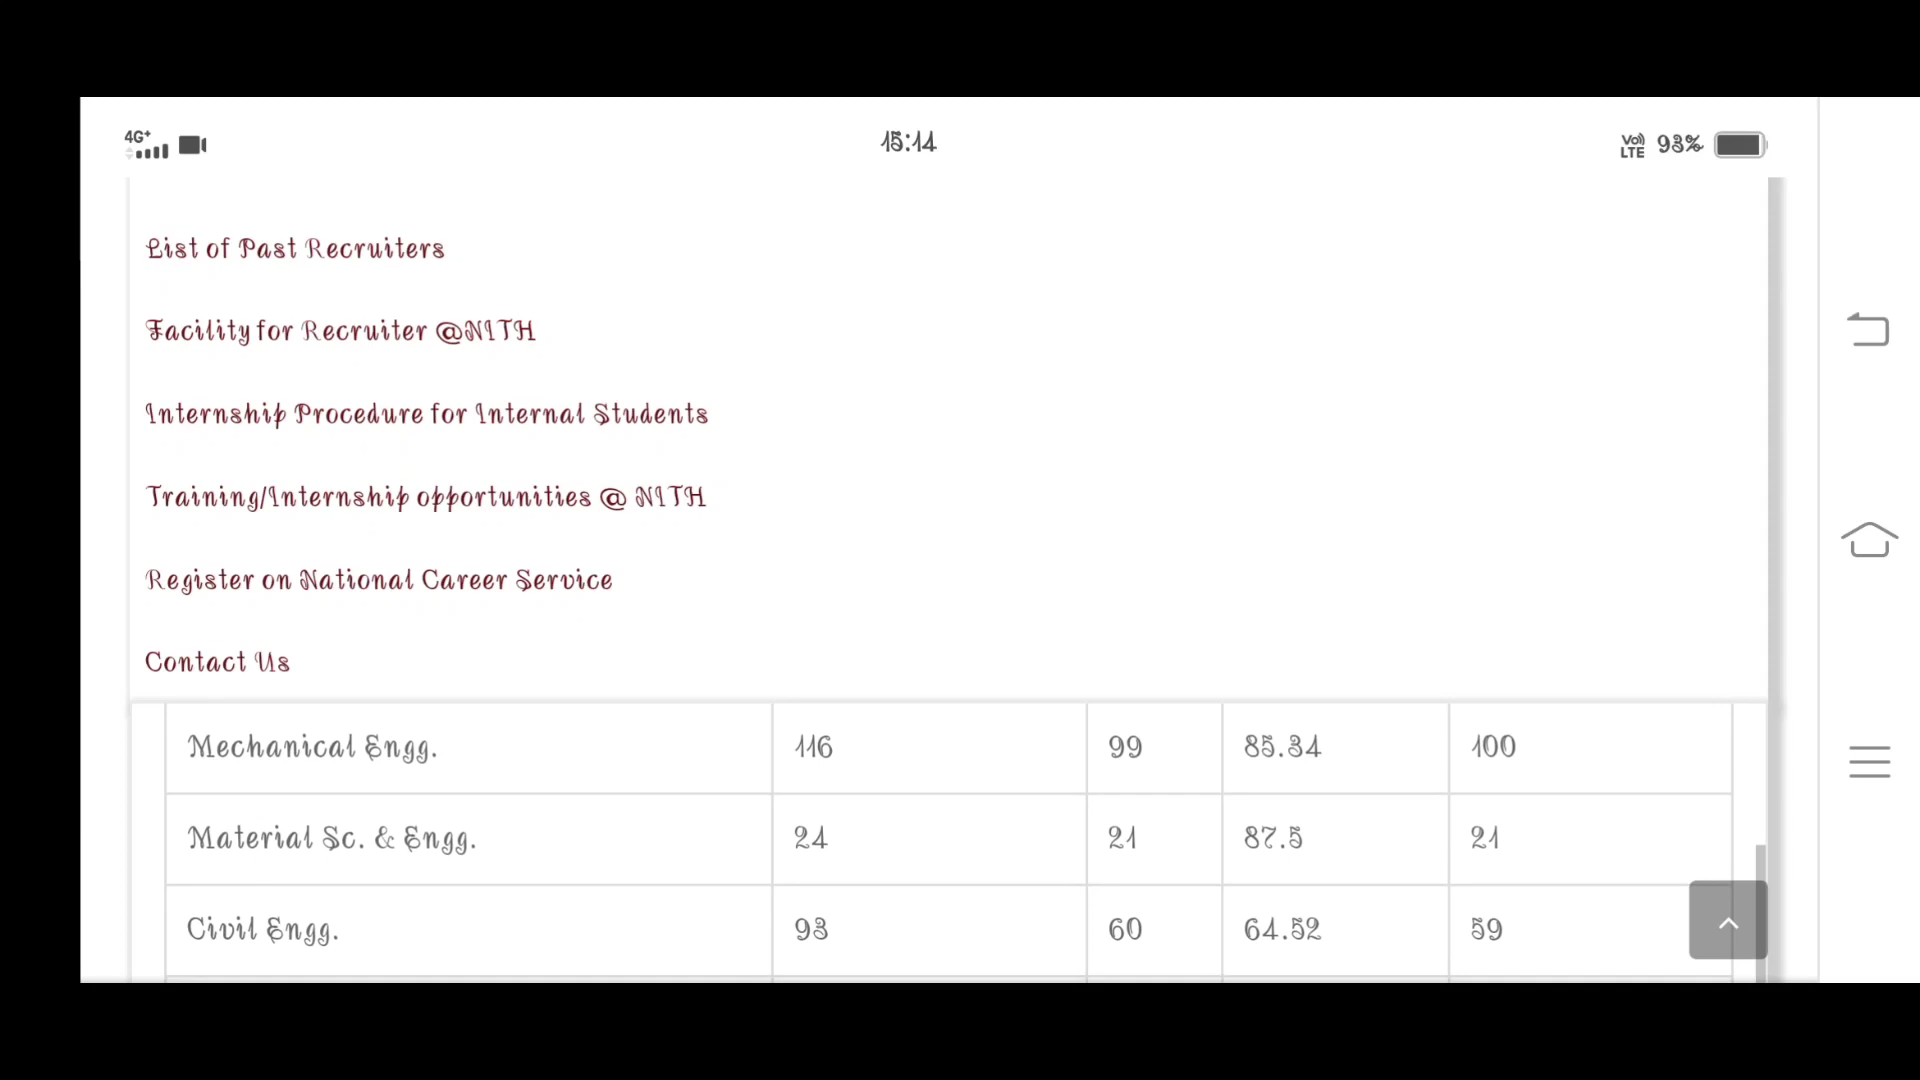 4G+ 15:14 Vo) LTE 93%
List of Past Recruiters
Facility for Recruiter @NITH
Internship Procedure for Internal Students
Training/Internship opportunities @ NITH
Register on National Career Service
Contact Us
Mechanical Engg. 116 99 85.34 100
Material Sc. & Engg. 24 21 87.5 21
Civil Engg. 93 60 64.52 59